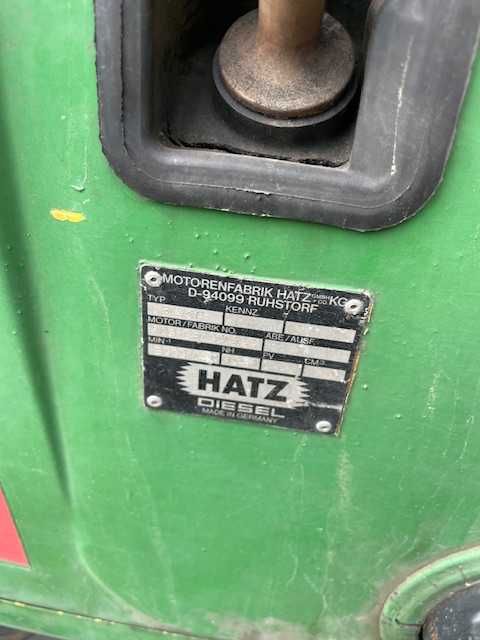 MOTORENFABRIK HATZ GMBH + CO KG
D-94099 RUHSTORF
TYP KENNZ.
MOTOR/FABRIK NO. ABE/AUSF.
MIN⁻¹ NH PV CM³
HATZ
DIESEL
MADE IN GERMANY